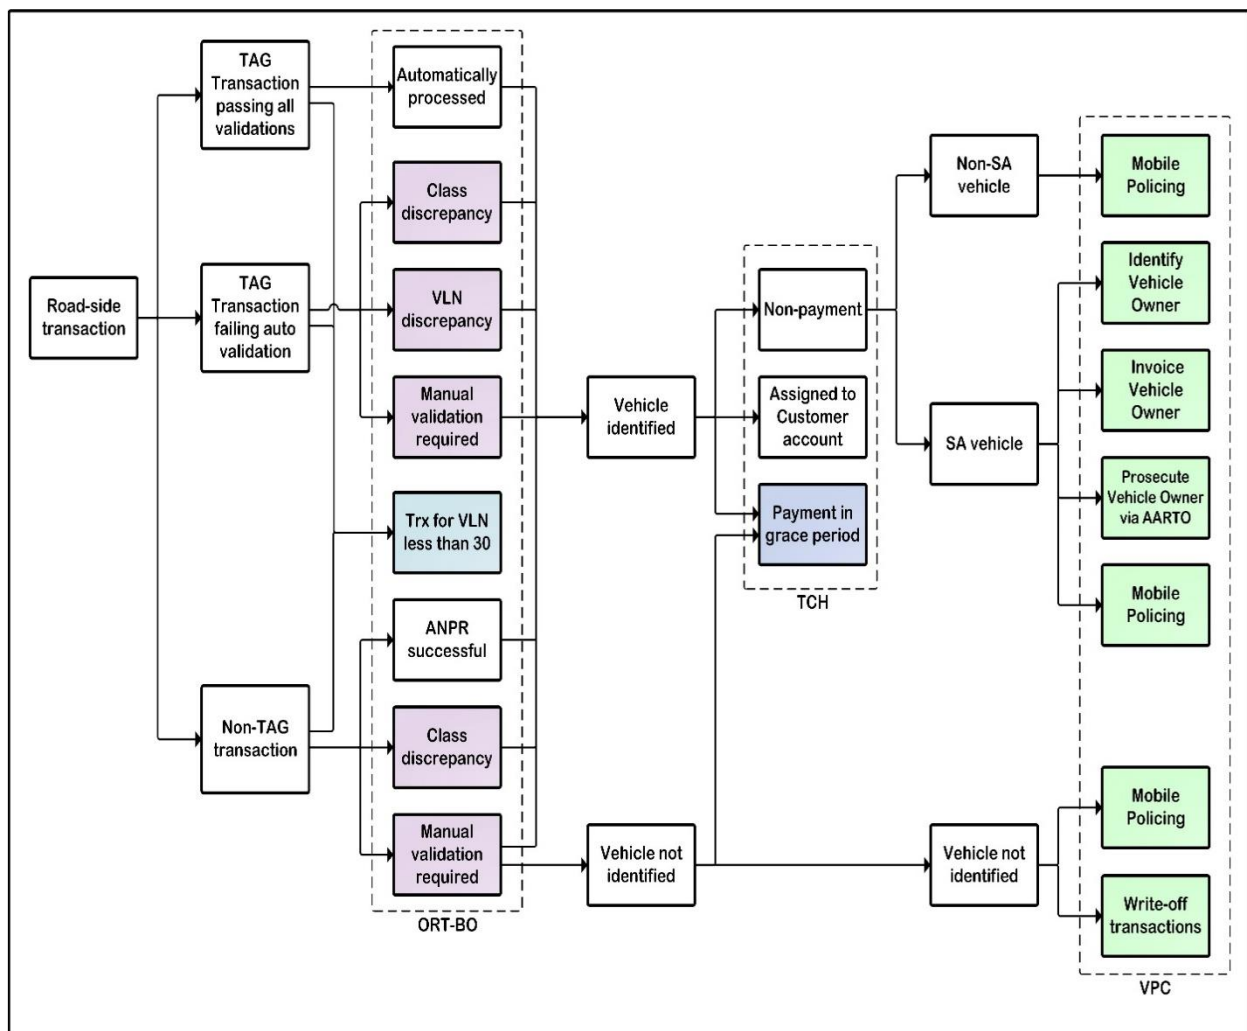 TAG
Transaction
passing all
validations
Automatically
processed
Class
discrepancy
Non-SA
vehicle
Mobile
Policing
Road-side
transaction
TAG
Transaction
failing auto
validation
VLN
discrepancy
Non-payment
Identify
Vehicle
Owner
Manual
validation
required
Vehicle
identified
Assigned to
Customer
account
SA vehicle
Invoice
Vehicle
Owner
Trx for VLN
less than 30
Payment in
grace period
TCH
Prosecute
Vehicle Owner
via AARTO
ANPR
successful
Mobile
Policing
Non-TAG
transaction
Class
discrepancy
Manual
validation
required
ORT-BO
Vehicle not
identified
Vehicle not
identified
Mobile
Policing
Write-off
transactions
VPC